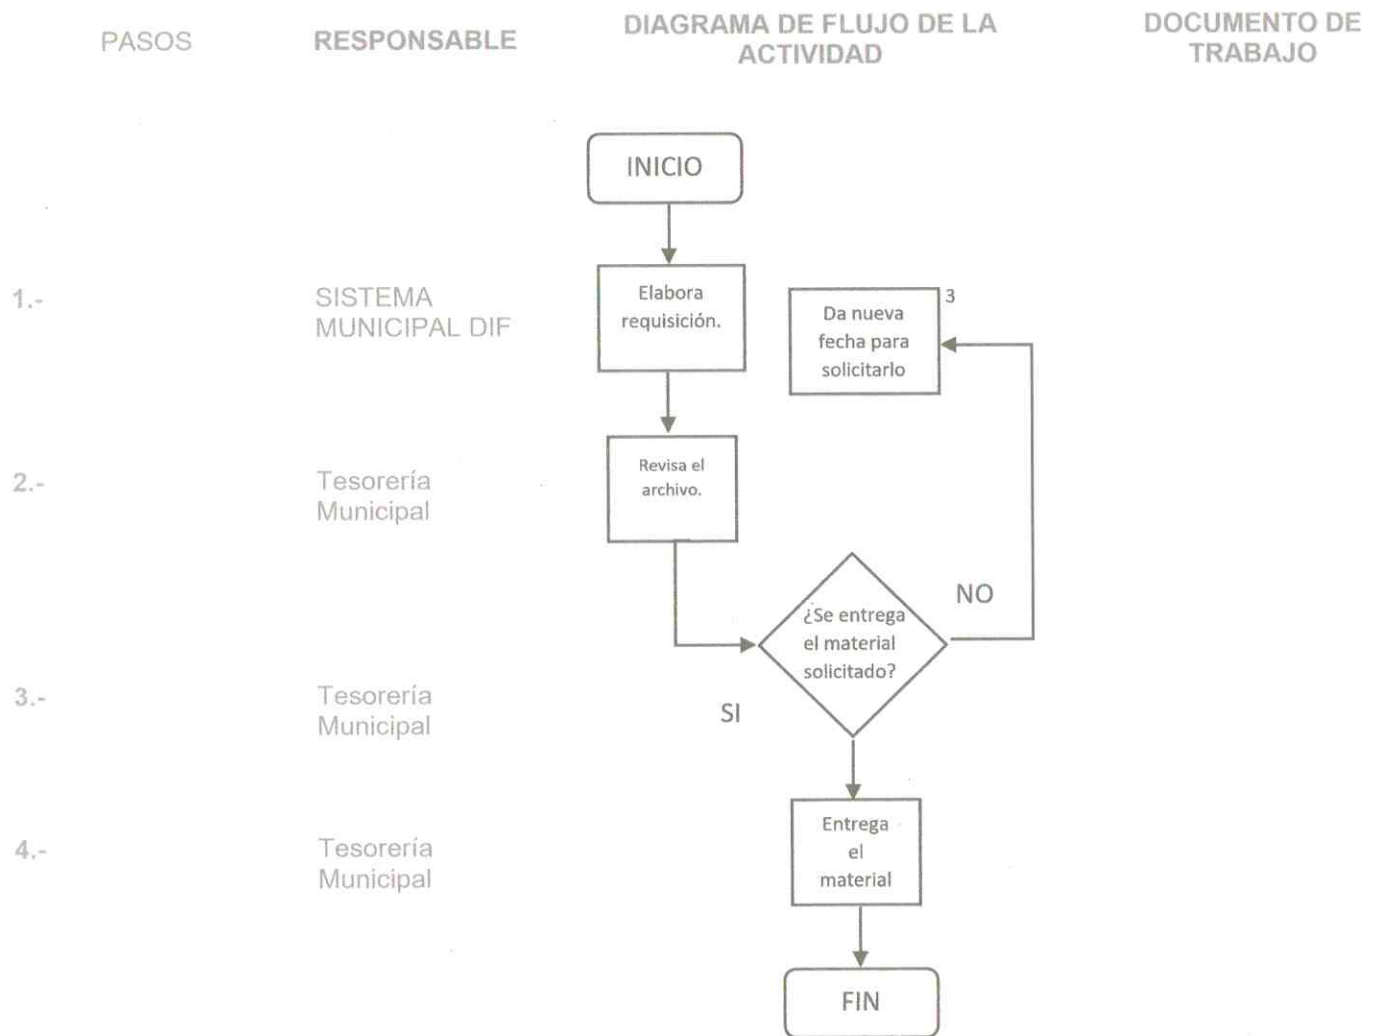 PASOS
RESPONSABLE
DIAGRAMA DE FLUJO DE LA
ACTIVIDAD
DOCUMENTO DE
TRABAJO
INICIO
1.-
SISTEMA
MUNICIPAL DIF
Elabora
requisición.
Da nueva
fecha para
solicitarlo
3
2.-
Tesorería
Municipal
Revisa el
archivo.
¿Se entrega
el material
solicitado?
NO
3.-
Tesorería
Municipal
SI
4.-
Tesorería
Municipal
Entrega
el
material
FIN